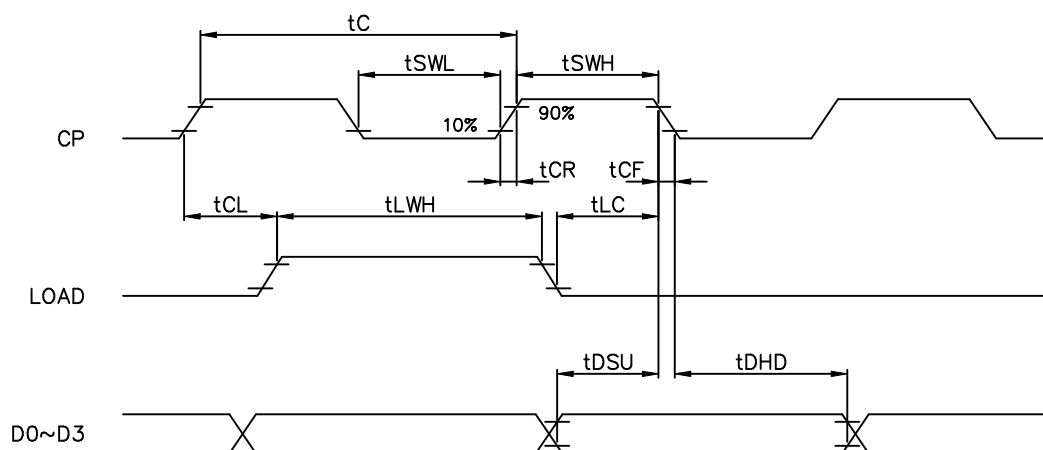 tC
tSWL
tSWH
CP
10%
90%
tCR
tCF
tCL
tLWH
tLC
LOAD
tDSU
tDHD
D0~D3